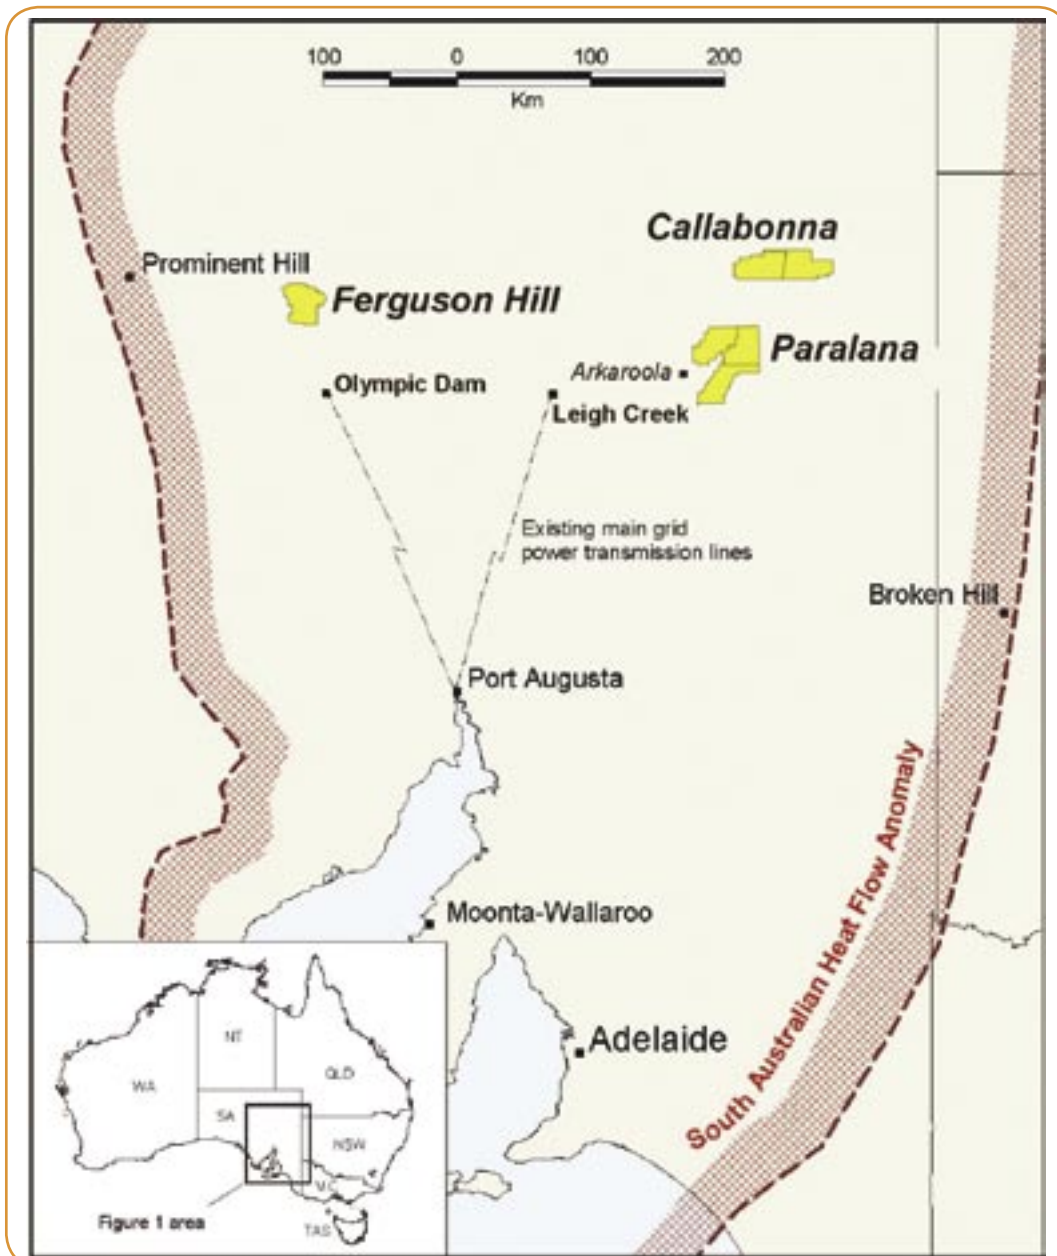 100 0 100 200
Km
Callabonna
Prominent Hill
Ferguson Hill
Paralana
Arkaroola
Olympic Dam
Leigh Creek
Existing main grid
power transmission lines
Broken Hill
Port Augusta
South Australian Heat Flow Anomaly
Moonta-Wallaroo
Adelaide
NT
WA
QLD
SA
NSW
TAS
Figure 1 area